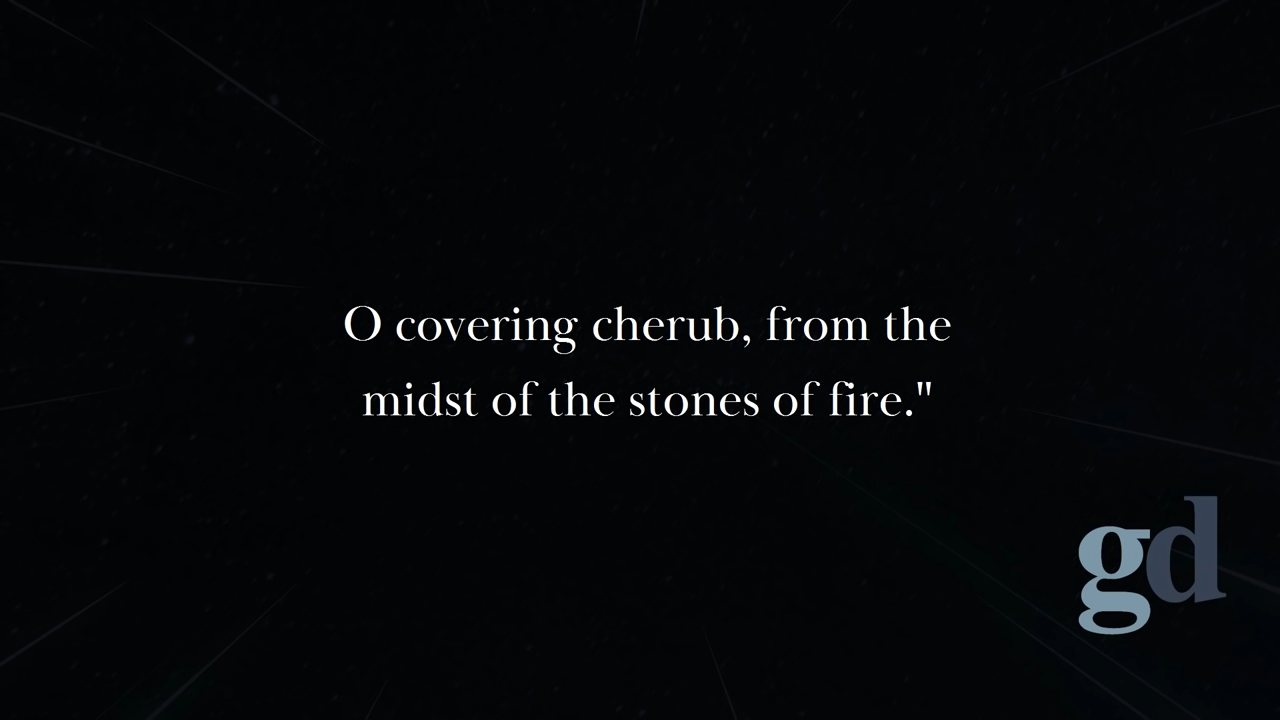 O covering cherub, from the
midst of the stones of fire."
gd